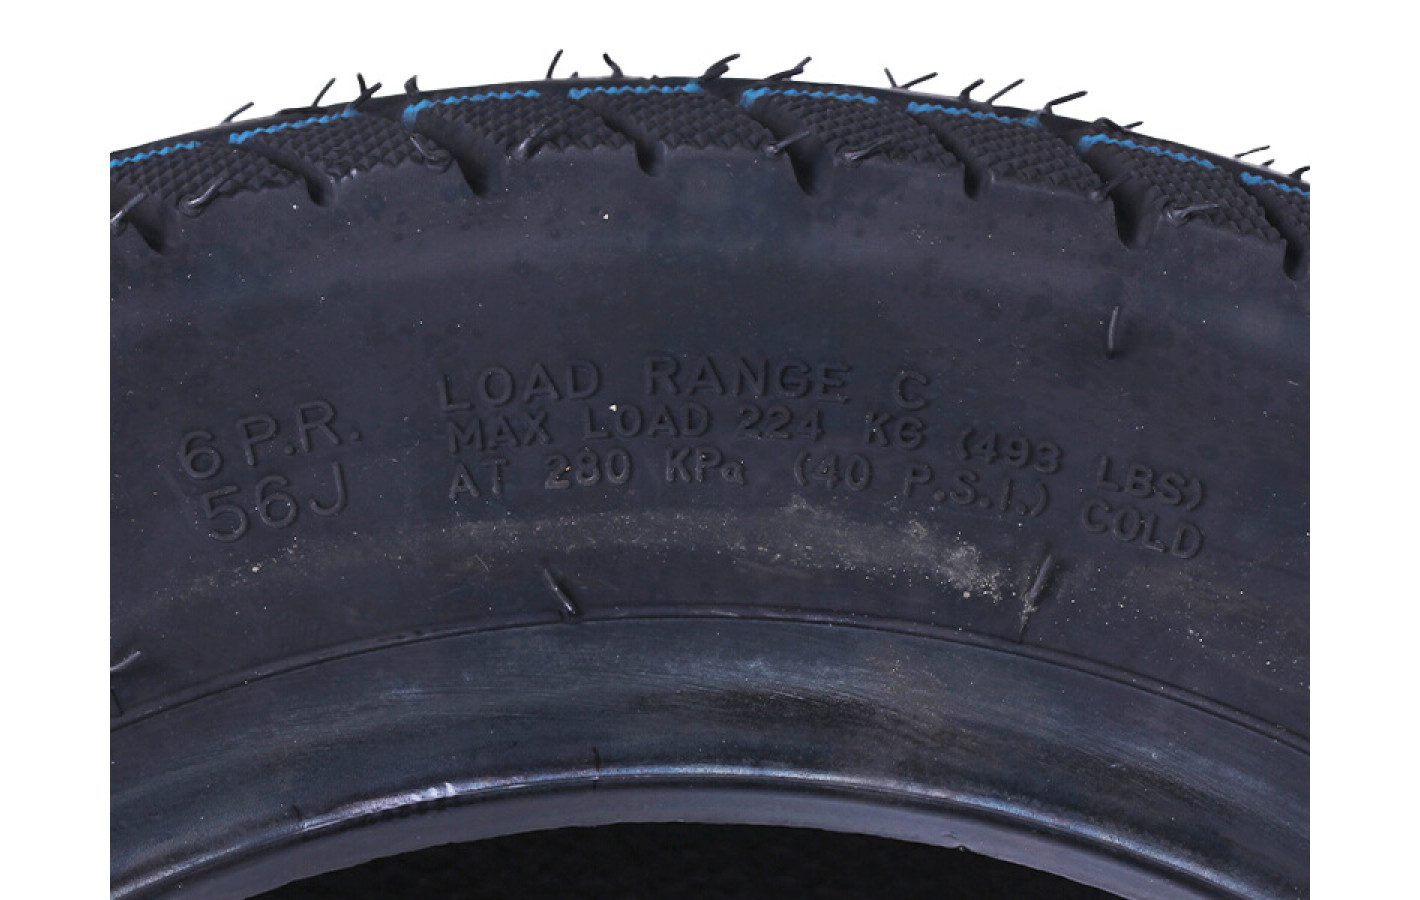 6 P.R.
56J
LOAD RANGE C
MAX LOAD 224 KG (493 LBS)
AT 280 KPa (40 P.S.I.) COLD